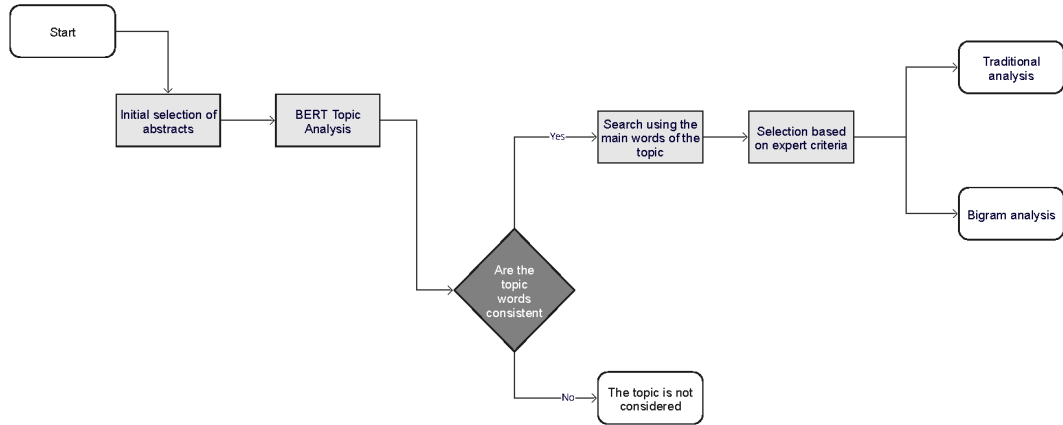 Start
Initial selection of
abstracts
BERT Topic
Analysis
Are the
topic
words
consistent
Yes
Search using the
main words of the
topic
Selection based
on expert criteria
Traditional
analysis
Bigram analysis
No
The topic is not
considered